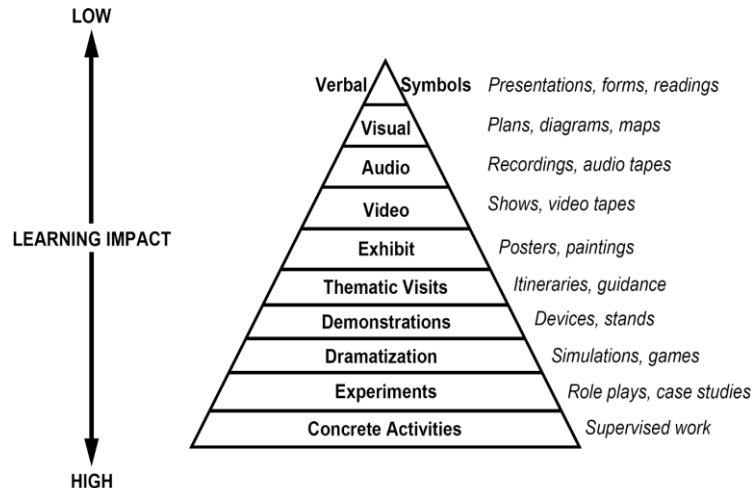 LOW
Verbal Symbols Presentations, forms, readings
Visual Plans, diagrams, maps
Audio Recordings, audio tapes
Video Shows, video tapes
LEARNING IMPACT
Exhibit Posters, paintings
Thematic Visits Itineraries, guidance
Demonstrations Devices, stands
Dramatization Simulations, games
Experiments Role plays, case studies
Concrete Activities Supervised work
HIGH